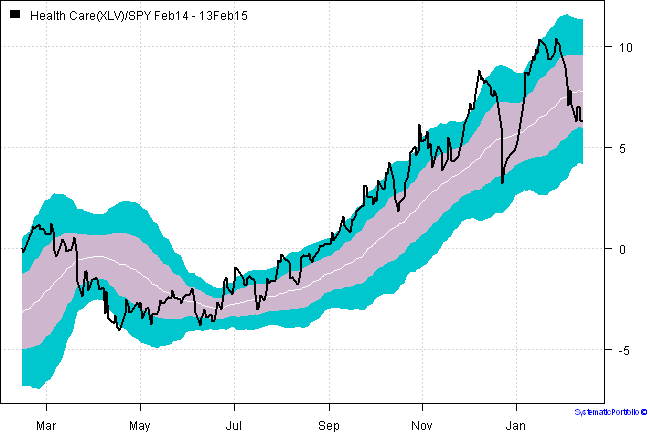 Health Care(XLV)/SPY Feb14 - 13Feb15
10
5
0
-5
Mar May Jul Sep Nov Jan
SystematicPortfolio ©